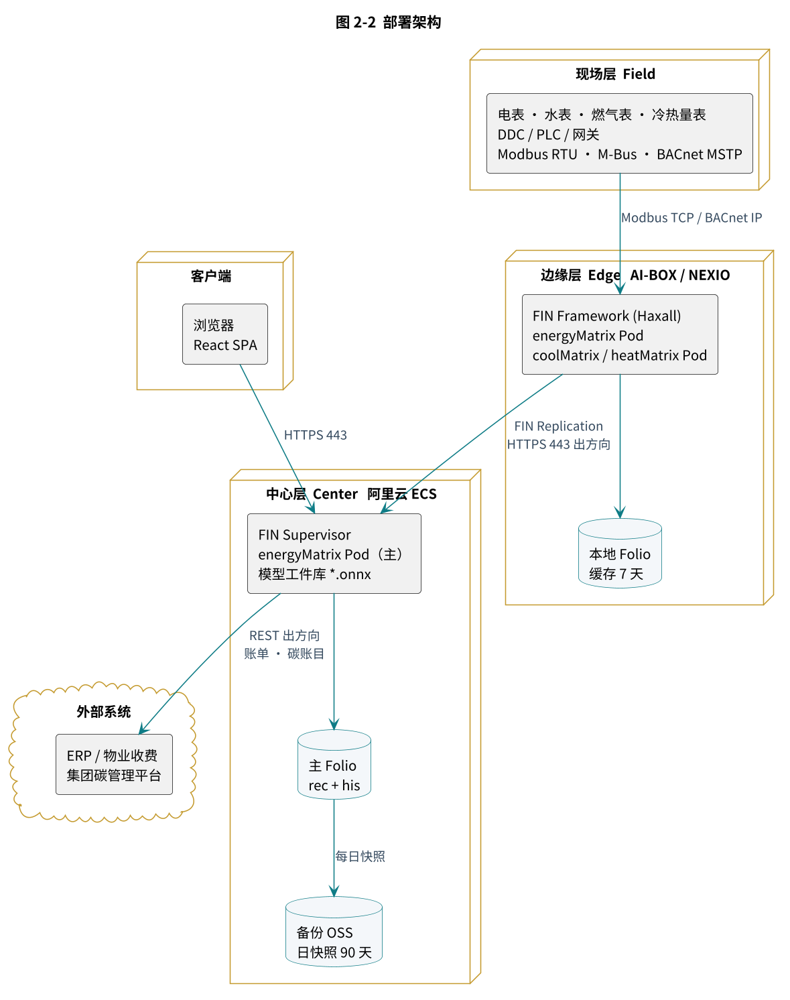 图 2-2  部署架构
现场层  Field
电表 • 水表 • 燃气表 • 冷热量表
DDC / PLC / 网关
Modbus RTU • M-Bus • BACnet MSTP
Modbus TCP / BACnet IP
客户端
浏览器
React SPA
边缘层  Edge   AI-BOX / NEXIO
FIN Framework (Haxall)
energyMatrix Pod
coolMatrix / heatMatrix Pod
HTTPS 443
FIN Replication
HTTPS 443 出方向
中心层  Center   阿里云 ECS
FIN Supervisor
energyMatrix Pod（主）
模型工件库 *.onnx
本地 Folio
缓存 7 天
REST 出方向
账单 • 碳账目
外部系统
ERP / 物业收费
集团碳管理平台
主 Folio
rec + his
每日快照
备份 OSS
日快照 90 天